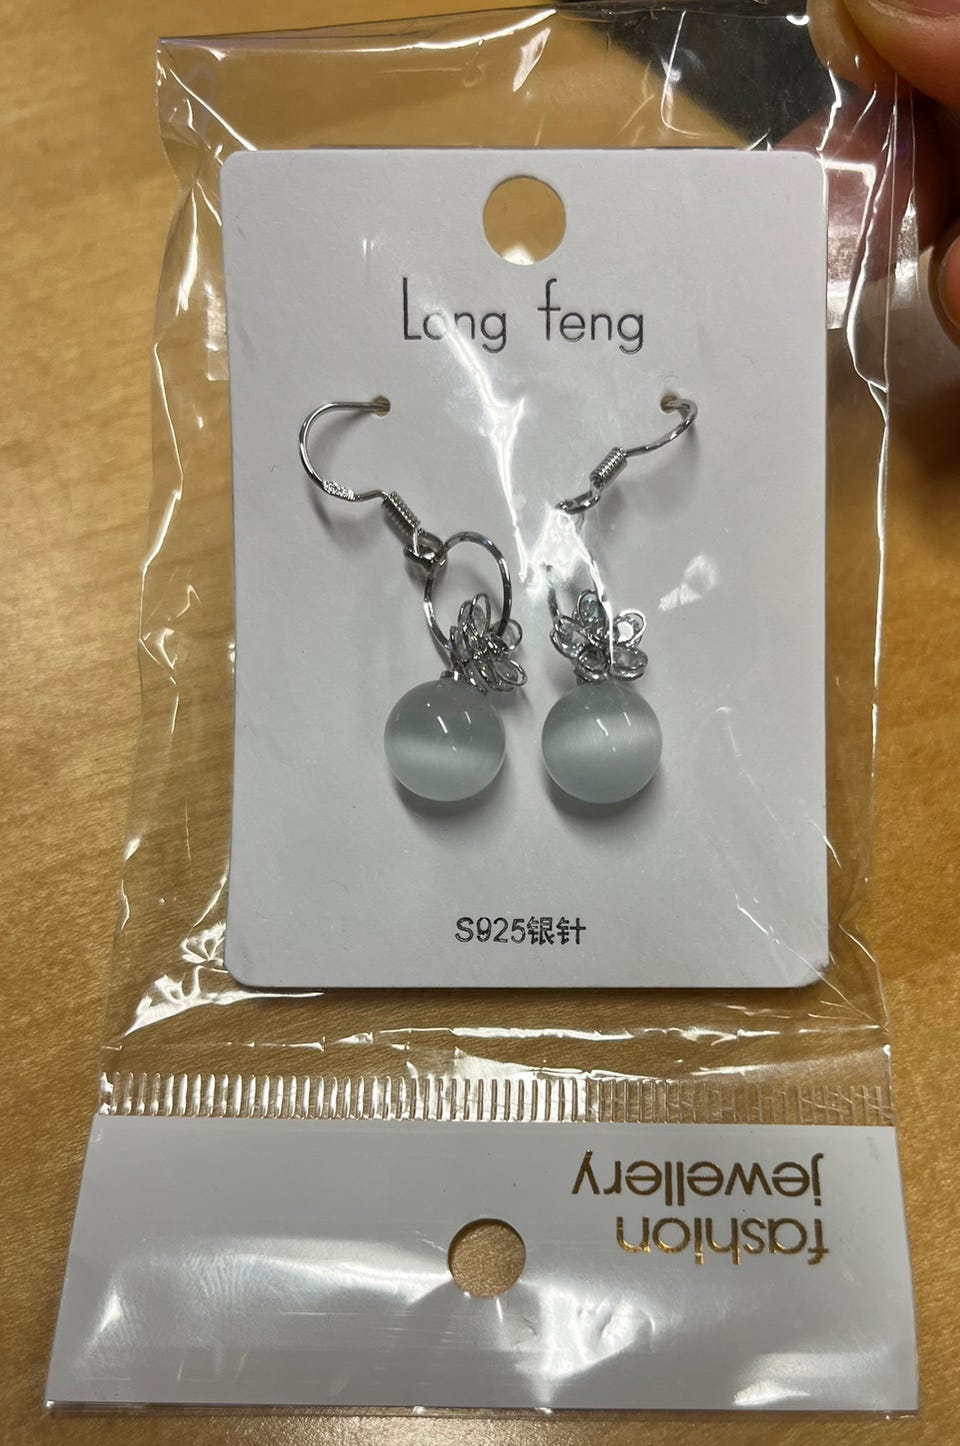 Long feng
S925银针
fashion
jewellery